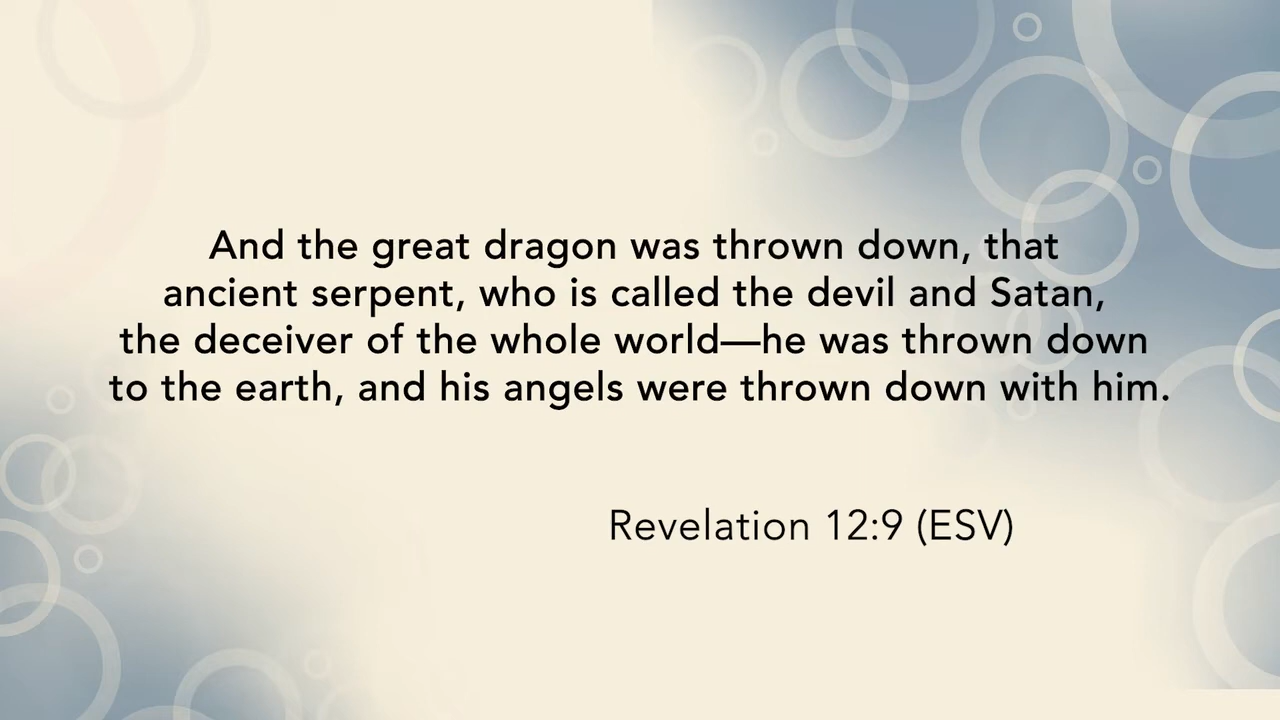 And the great dragon was thrown down, that
ancient serpent, who is called the devil and Satan,
the deceiver of the whole world—he was thrown down
to the earth, and his angels were thrown down with him.
Revelation 12:9 (ESV)